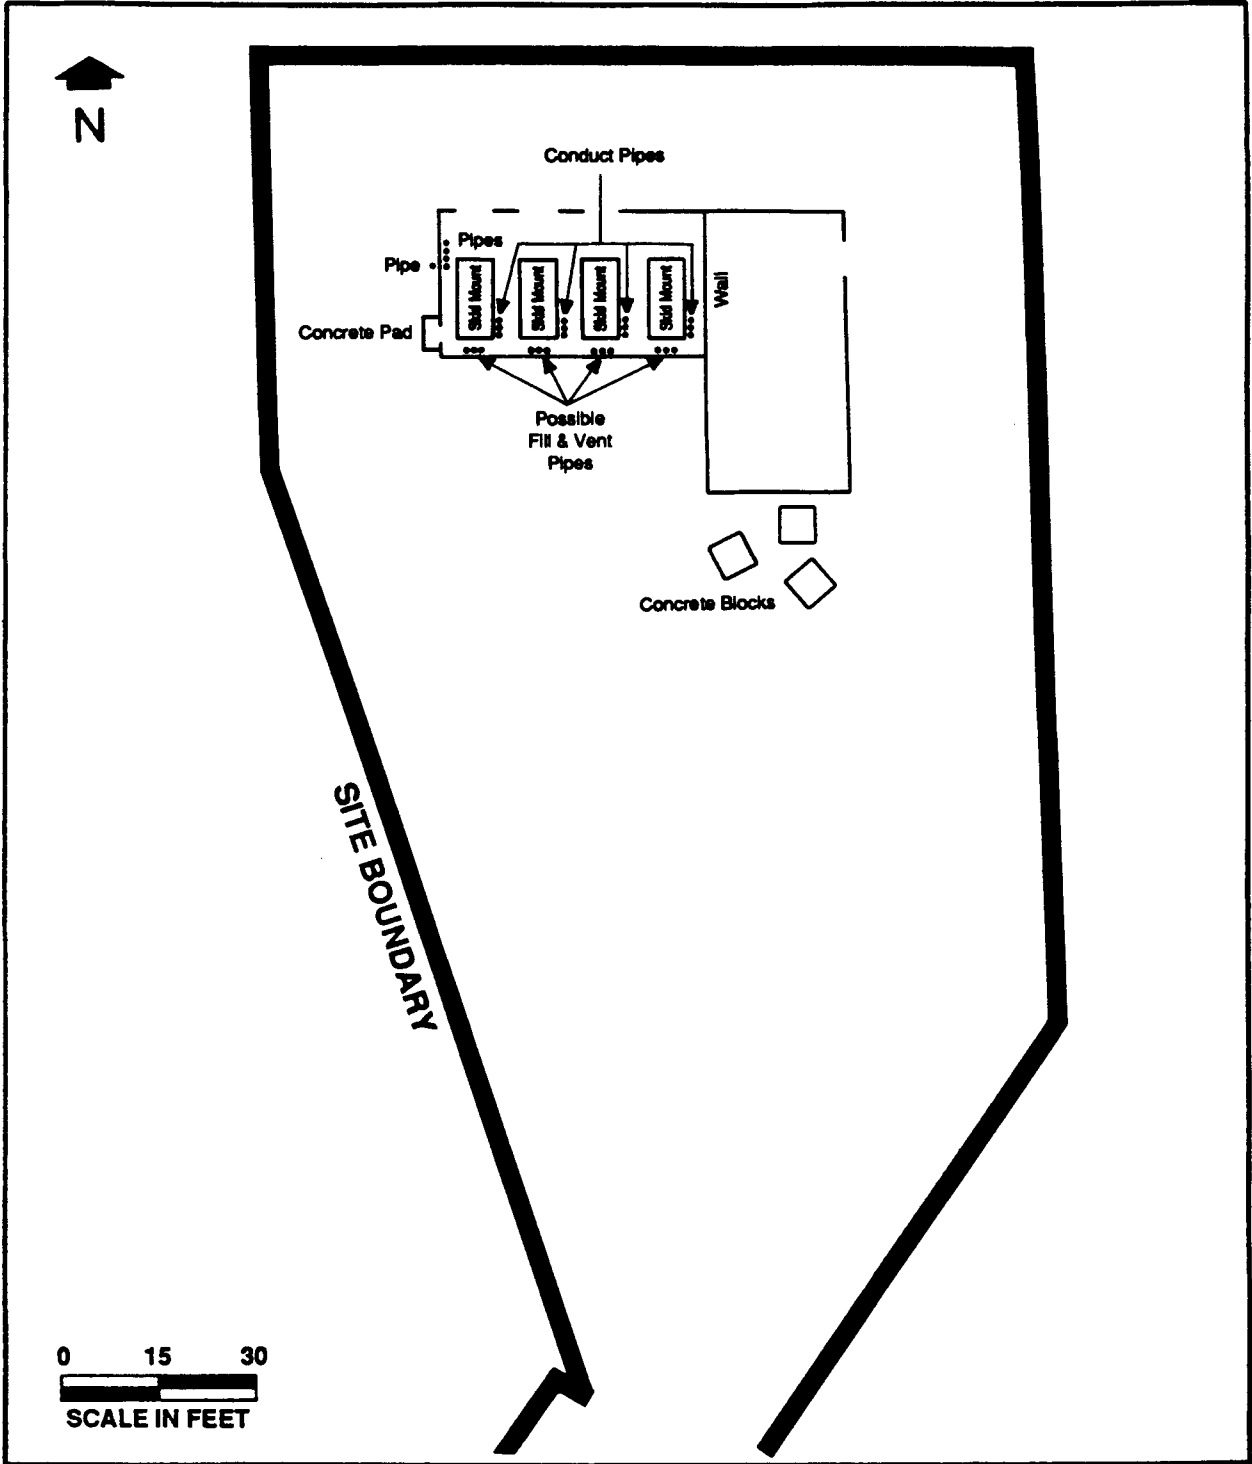 N
Conduct Pipes
Pipes
Pipe
Skid Mount
Skid Mount
Skid Mount
Skid Mount
Wall
Concrete Pad
Possible
Fill & Vent
Pipes
Concrete Blocks
SITE BOUNDARY
0 15 30
SCALE IN FEET